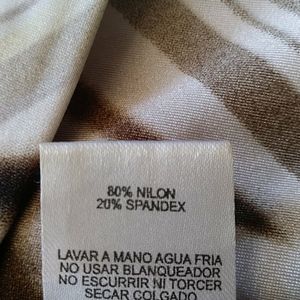 80% NILON
20% SPANDEX
LAVAR A MANO AGUA FRIA
NO USAR BLANQUEADOR
NO ESCURRIR NI TORCER
SECAR COLGADO